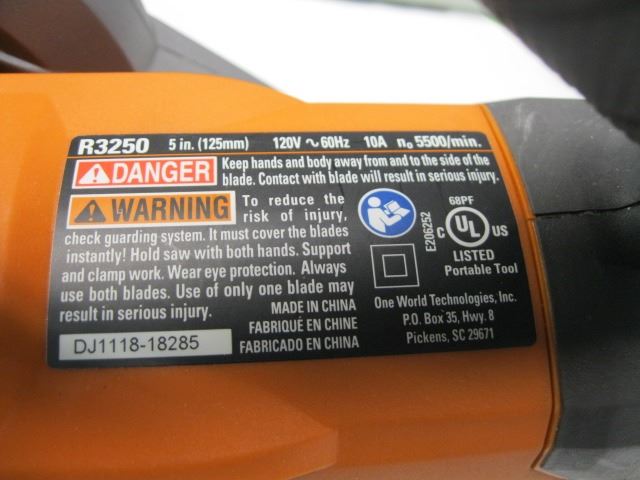 R3250 5 in. (125mm) 120V ~ 60Hz 10A n₀ 5500/min.
DANGER Keep hands and body away from and to the side of the
blade. Contact with blade will result in serious injury.
WARNING To reduce the
risk of injury,
check guarding system. It must cover the blades
instantly! Hold saw with both hands. Support
and clamp work. Wear eye protection. Always
use both blades. Use of only one blade may
result in serious injury.
MADE IN CHINA
FABRIQUÉ EN CHINE
FABRICADO EN CHINA
DJ1118-18285
E206252
68PF
C UL US
LISTED
Portable Tool
One World Technologies, Inc.
P.O. Box 35, Hwy. 8
Pickens, SC 29671